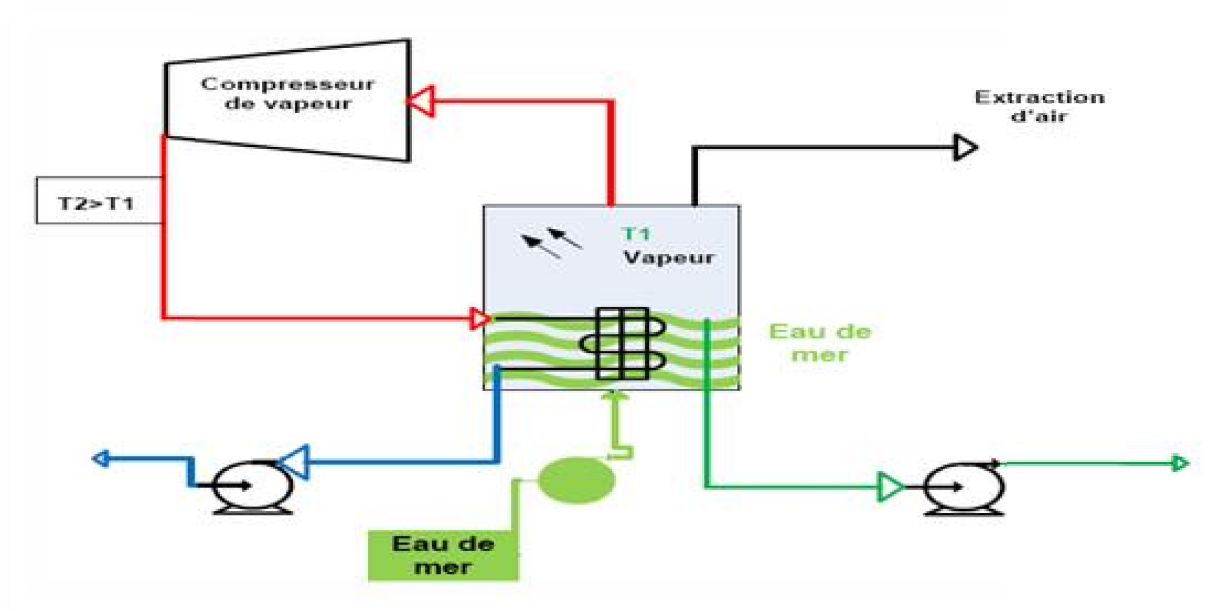 Compresseur
de vapeur
Extraction
d'air
T2>T1
T1
Vapeur
Eau de
mer
Eau de
mer